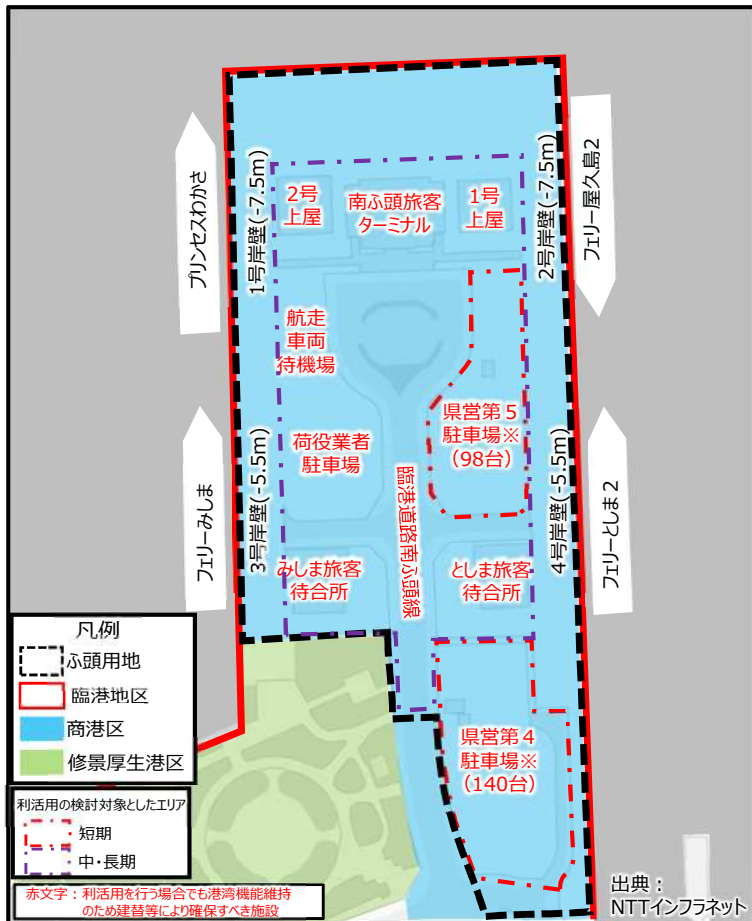 プリンセスわかさ
1号岸壁(-7.5m)
2号
上屋
南ふ頭旅客
ターミナル
1号
上屋
2号岸壁(-7.5m)
フェリー屋久島2
航走
車両
待機場
県営第５
駐車場※
（98台）
荷役業者
駐車場
臨港道路南ふ頭線
フェリーみしま
3号岸壁(-5.5m)
4号岸壁(-5.5m)
フェリーとしま２
みしま旅客
待合所
としま旅客
待合所
県営第４
駐車場※
（140台）
凡例
ふ頭用地
臨港地区
商港区
修景厚生港区
利活用の検討対象としたエリア
短期
中・長期
赤文字：利活用を行う場合でも港湾機能維持
のため建替等により確保すべき施設
出典：
NTTインフラネット